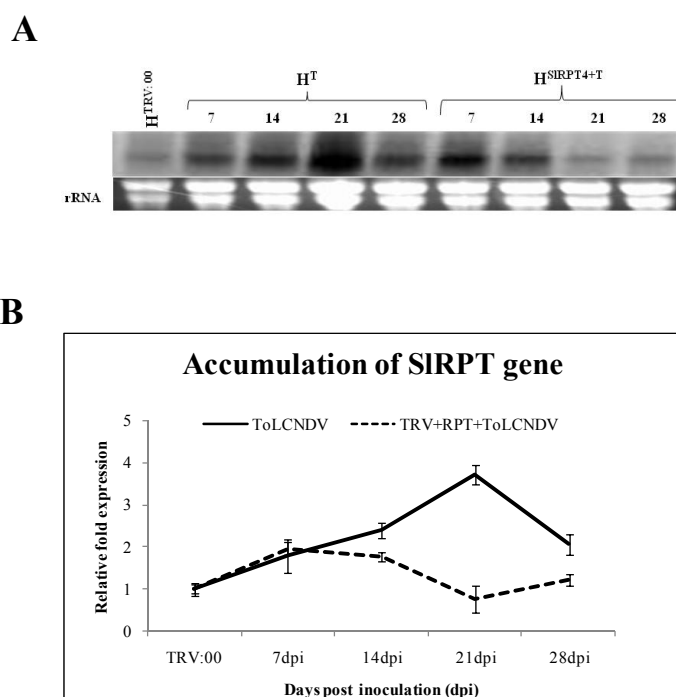 A
H^TRV:00
H^T
H^SlRPT4+T
7 14 21 28 7 14 21 28
rRNA
B
Accumulation of SlRPT gene
ToLCNDV TRV+RPT+ToLCNDV
Relative fold expression
5
4
3
2
1
0
TRV:00 7dpi 14dpi 21dpi 28dpi
Days post inoculation (dpi)